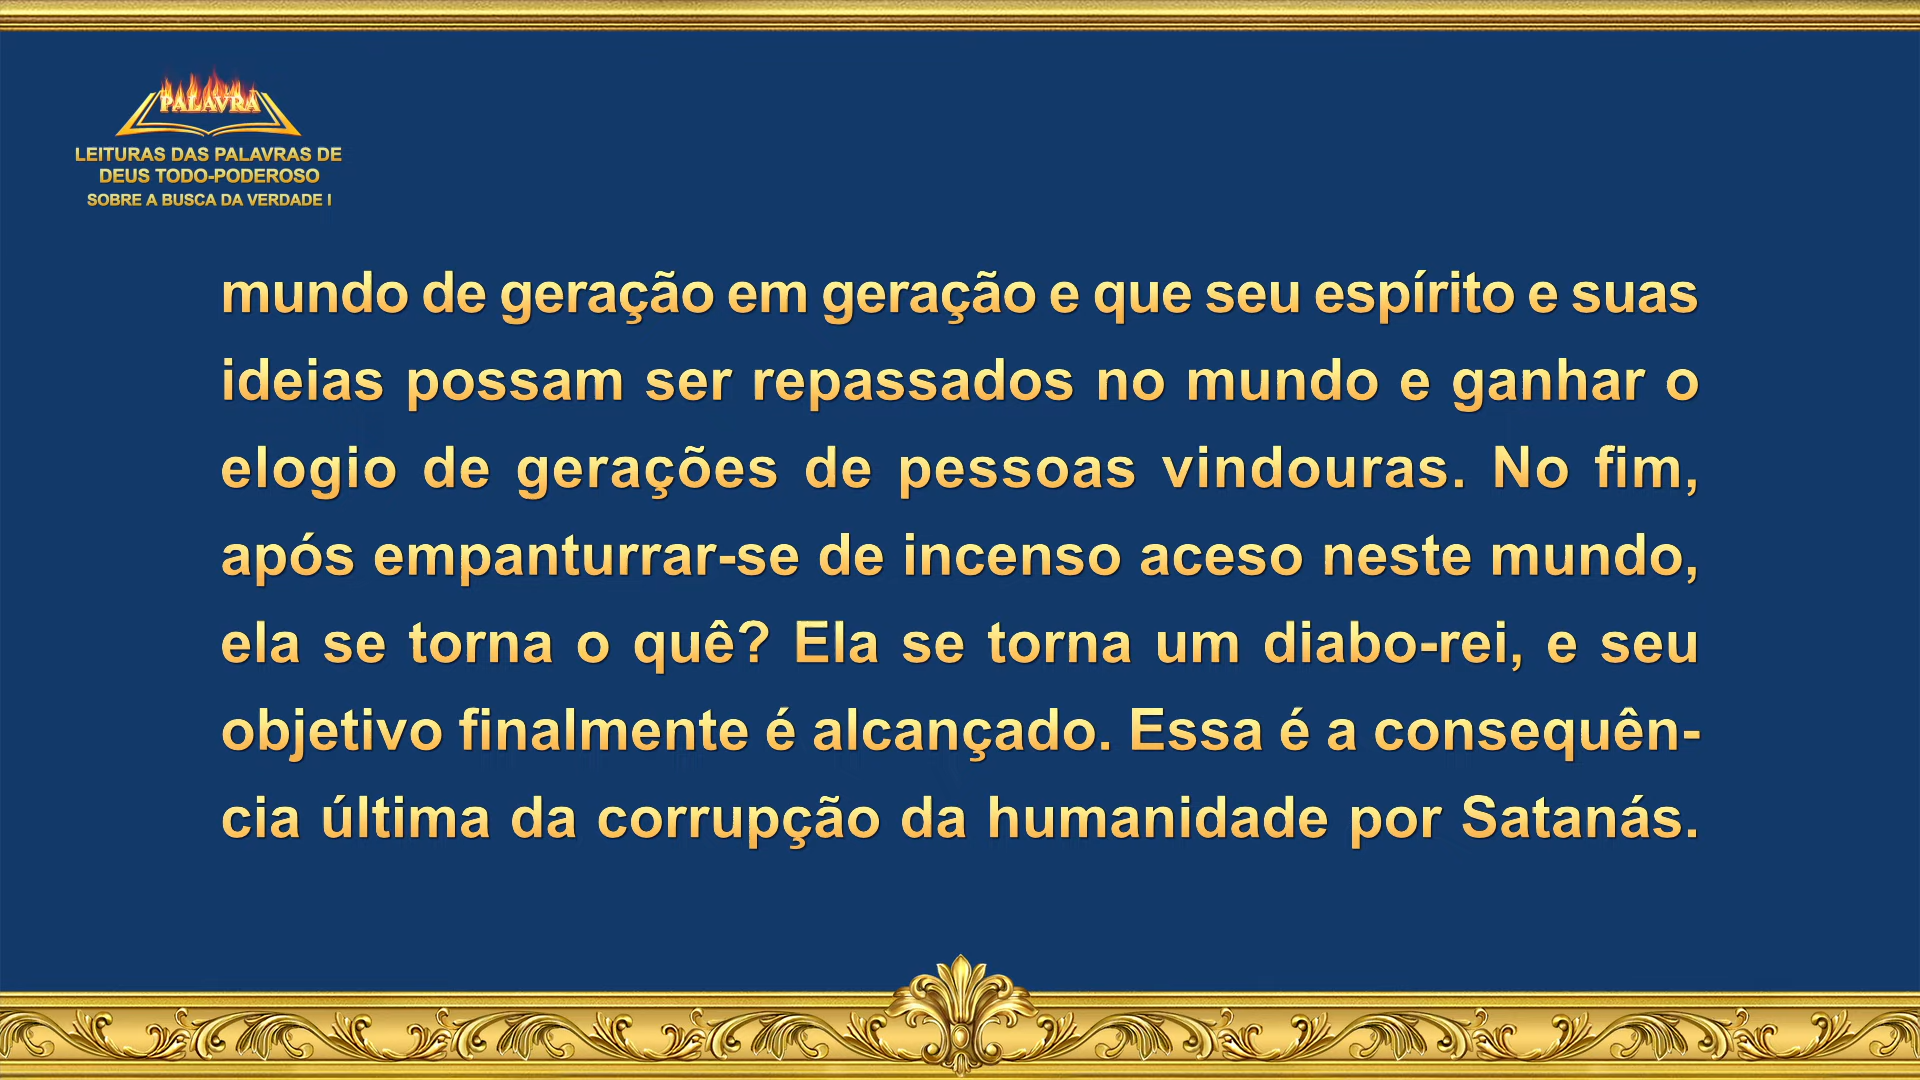 PALAVRA
LEITURAS DAS PALAVRAS DE
DEUS TODO-PODEROSO
SOBRE A BUSCA DA VERDADE I
mundo de geração em geração e que seu espírito e suas
ideias possam ser repassados no mundo e ganhar o
elogio de gerações de pessoas vindouras. No fim,
após empanturrar-se de incenso aceso neste mundo,
ela se torna o quê? Ela se torna um diabo-rei, e seu
objetivo finalmente é alcançado. Essa é a consequên-
cia última da corrupção da humanidade por Satanás.